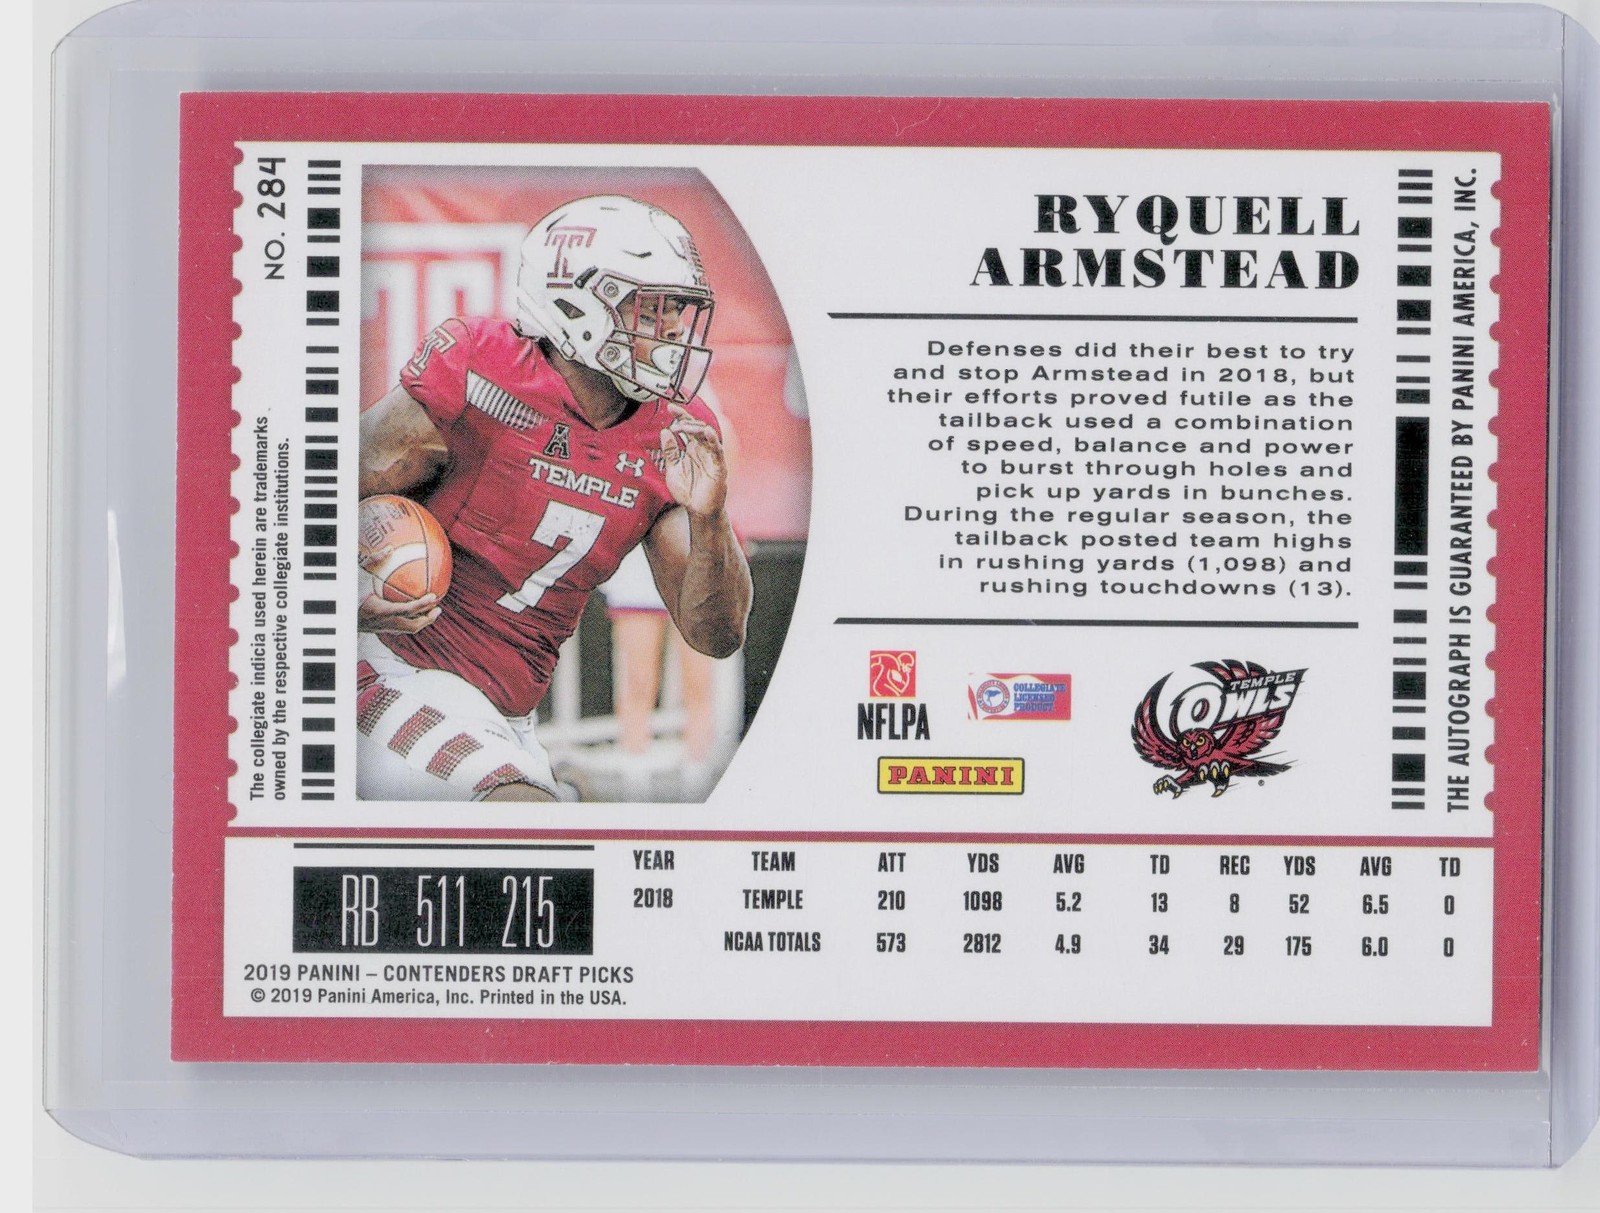 NO. 284
The collegiate indicia used herein are trademarks
owned by the respective collegiate institutions.
TEMPLE
7
RYQUELL
ARMSTEAD
Defenses did their best to try
and stop Armstead in 2018, but
their efforts proved futile as the
tailback used a combination
of speed, balance and power
to burst through holes and
pick up yards in bunches.
During the regular season, the
tailback posted team highs
in rushing yards (1,098) and
rushing touchdowns (13).
NFLPA
COLLEGIATE
LICENSED
PRODUCT
TEMPLE
OWLS
PANINI
THE AUTOGRAPH IS GUARANTEED BY PANINI AMERICA, INC.
RB 511 215
2019 PANINI – CONTENDERS DRAFT PICKS
© 2019 Panini America, Inc. Printed in the USA.
YEAR TEAM ATT YDS AVG TD REC YDS AVG TD
2018 TEMPLE 210 1098 5.2 13 8 52 6.5 0
NCAA TOTALS 573 2812 4.9 34 29 175 6.0 0